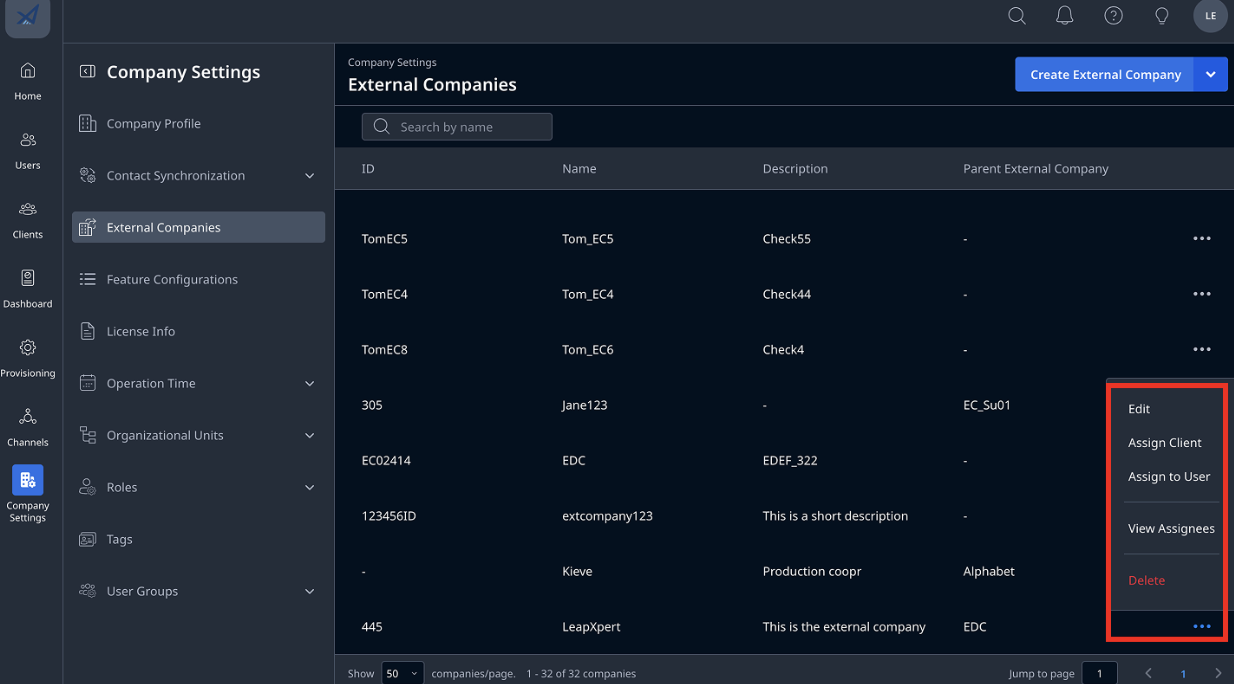 LE
Home
Users
Clients
Dashboard
Provisioning
Channels
Company
Settings
Company Settings
Company Profile
Contact Synchronization
External Companies
Feature Configurations
License Info
Operation Time
Organizational Units
Roles
Tags
User Groups
Company Settings
External Companies
Create External Company
Search by name
ID Name Description Parent External Company
TomEC5 Tom_EC5 Check55 - •••
TomEC4 Tom_EC4 Check44 - •••
TomEC8 Tom_EC6 Check4 - •••
305 Jane123 - EC_Su01
EC02414 EDC EDEF_322 -
123456ID extcompany123 This is a short description -
- Kieve Production coopr Alphabet
445 LeapXpert This is the external company EDC •••
Edit
Assign Client
Assign to User
View Assignees
Delete
Show 50 companies/page. 1 - 32 of 32 companies
Jump to page 1 < 1 >